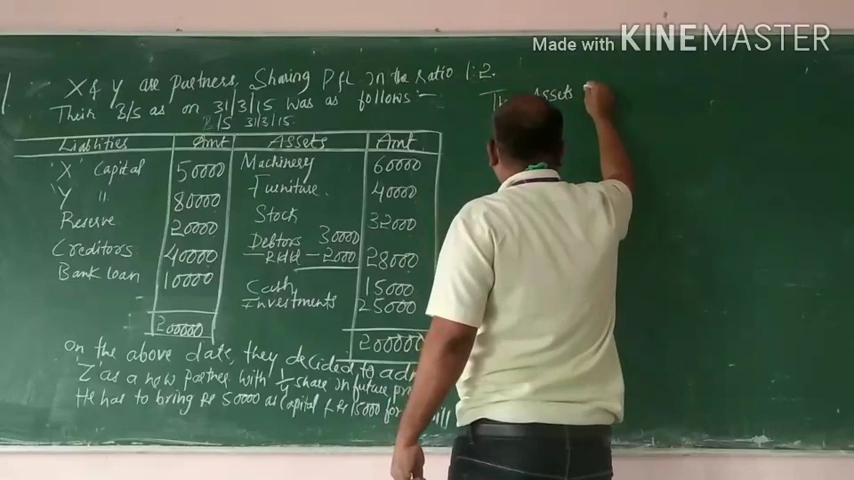 Made with KINEMASTER
X & Y are Partners, Sharing P&L in the ratio 1:2.
Their B/S as on 31/3/15 was as follows:-
B/S 31/3/15
Liablities Amt Assets Amt
'X' Capital 50000 Machinery 60000
'Y' " 80000 Furniture. 40000
Reserve 20000 Stock 32000
Creditors 40000 Debtors 30000
-RDD -2000 28000
Bank loan 10000 Cash 15000
Investments 25000
200000 200000
On the above date, they decided to
'Z' as a new Partner with 1/4 share in future
He has to bring Rs 50000 as Capital & Rs 15000 for
Assets